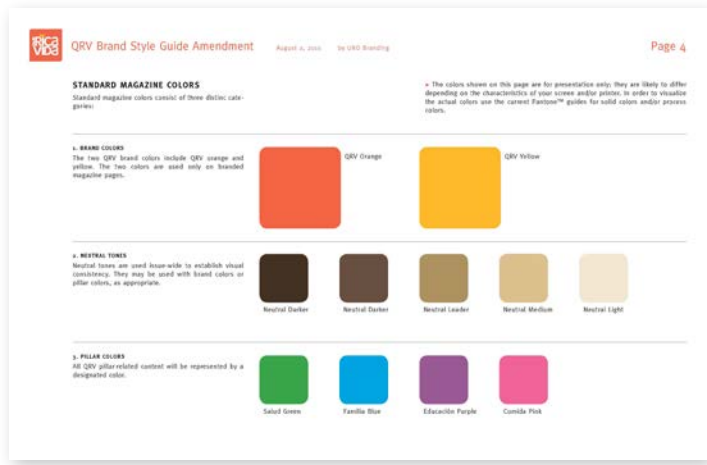 QUE
RICA
VIDA
QRV Brand Style Guide Amendment
August 2, 2010
by UNO Branding
Page 4
STANDARD MAGAZINE COLORS
Standard magazine colors consist of three distinc cate-
gories:
» The colors shown on this page are for presentation only; they are likely to differ
depending on the characteristics of your screen and/or printer. In order to visualize
the actual colors use the current Pantone™ guides for solid colors and/or process
colors.
1. BRAND COLORS
The two QRV brand colors include QRV orange and
yellow. The two colors are used only on branded
magazine pages.
QRV Orange
QRV Yellow
2. NEUTRAL TONES
Neutral tones are used issue-wide to establish visual
consistency. They may be used with brand colors or
pillar colors, as appropriate.
Neutral Darker
Neutral Darker
Neutral Leader
Neutral Medium
Neutral Light
3. PILLAR COLORS
All QRV pillar-related content will be represented by a
designated color.
Salud Green
Familia Blue
Educación Purple
Comida Pink